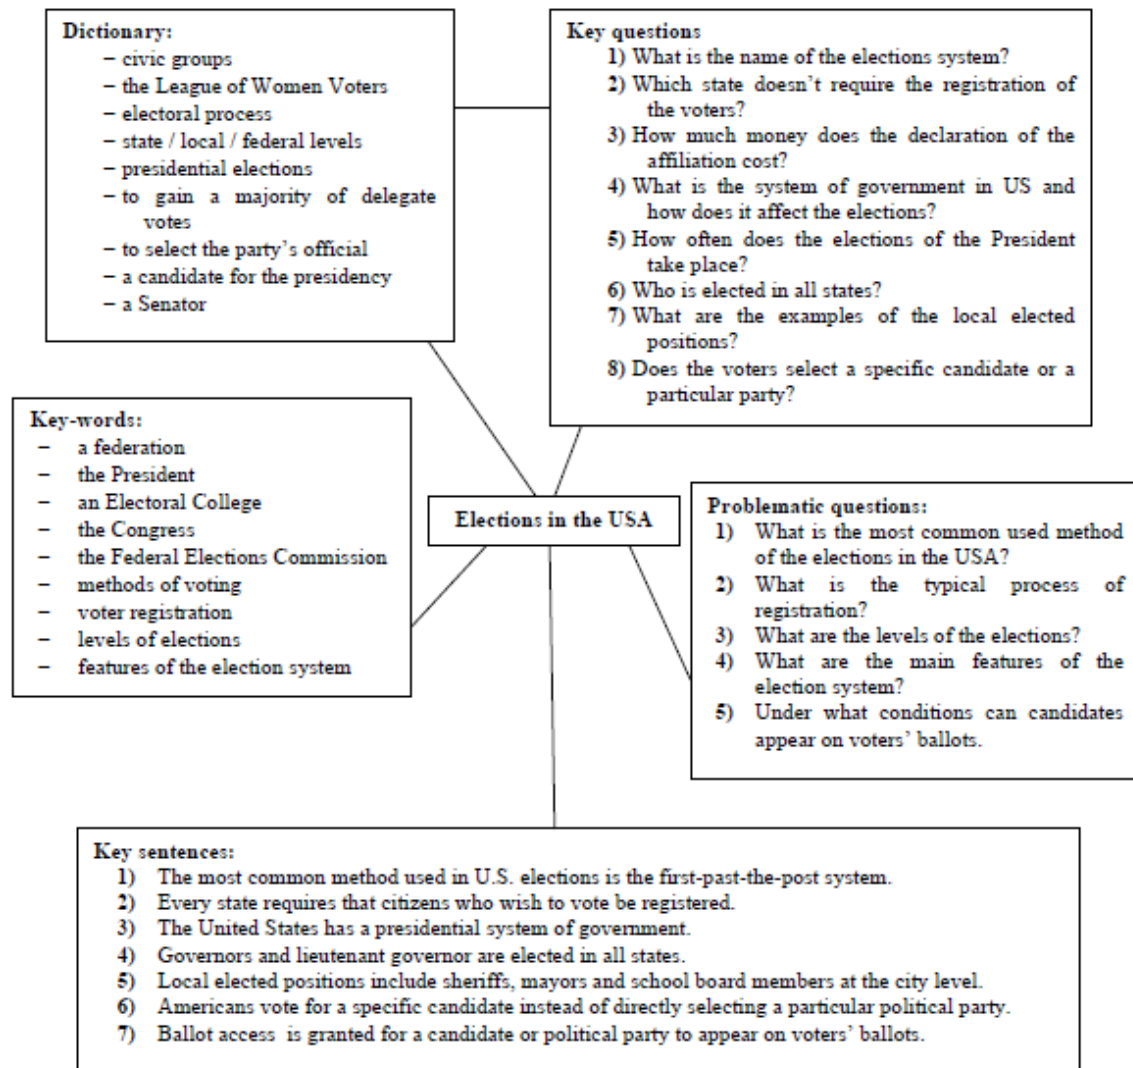 Dictionary:
– civic groups
– the League of Women Voters
– electoral process
– state / local / federal levels
– presidential elections
– to gain a majority of delegate
votes
– to select the party's official
– a candidate for the presidency
– a Senator
Key questions
1) What is the name of the elections system?
2) Which state doesn't require the registration of
the voters?
3) How much money does the declaration of the
affiliation cost?
4) What is the system of government in US and
how does it affect the elections?
5) How often does the elections of the President
take place?
6) Who is elected in all states?
7) What are the examples of the local elected
positions?
8) Does the voters select a specific candidate or a
particular party?
Key-words:
– a federation
– the President
– an Electoral College
– the Congress
– the Federal Elections Commission
– methods of voting
– voter registration
– levels of elections
– features of the election system
Elections in the USA
Problematic questions:
1) What is the most common used method
of the elections in the USA?
2) What is the typical process of
registration?
3) What are the levels of the elections?
4) What are the main features of the
election system?
5) Under what conditions can candidates
appear on voters' ballots.
Key sentences:
1) The most common method used in U.S. elections is the first-past-the-post system.
2) Every state requires that citizens who wish to vote be registered.
3) The United States has a presidential system of government.
4) Governors and lieutenant governor are elected in all states.
5) Local elected positions include sheriffs, mayors and school board members at the city level.
6) Americans vote for a specific candidate instead of directly selecting a particular political party.
7) Ballot access is granted for a candidate or political party to appear on voters' ballots.